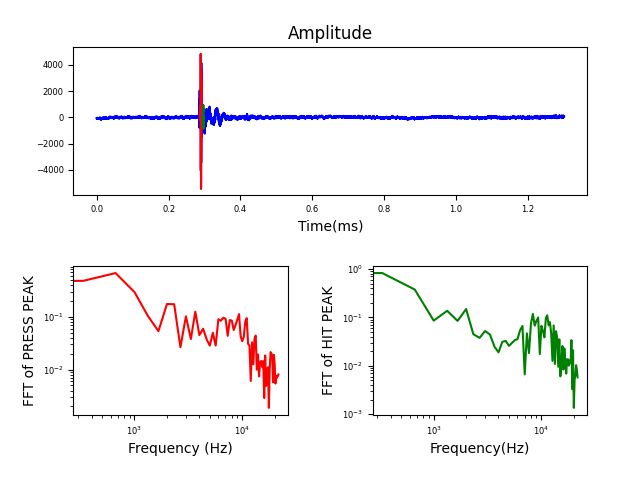 Amplitude
4000
2000
0
−2000
−4000
0.0 0.2 0.4 0.6 0.8 1.0 1.2
Time(ms)
FFT of PRESS PEAK
10⁻¹
10⁻²
10³ 10⁴
Frequency (Hz)
FFT of HIT PEAK
10⁰
10⁻¹
10⁻²
10⁻³
10³ 10⁴
Frequency(Hz)